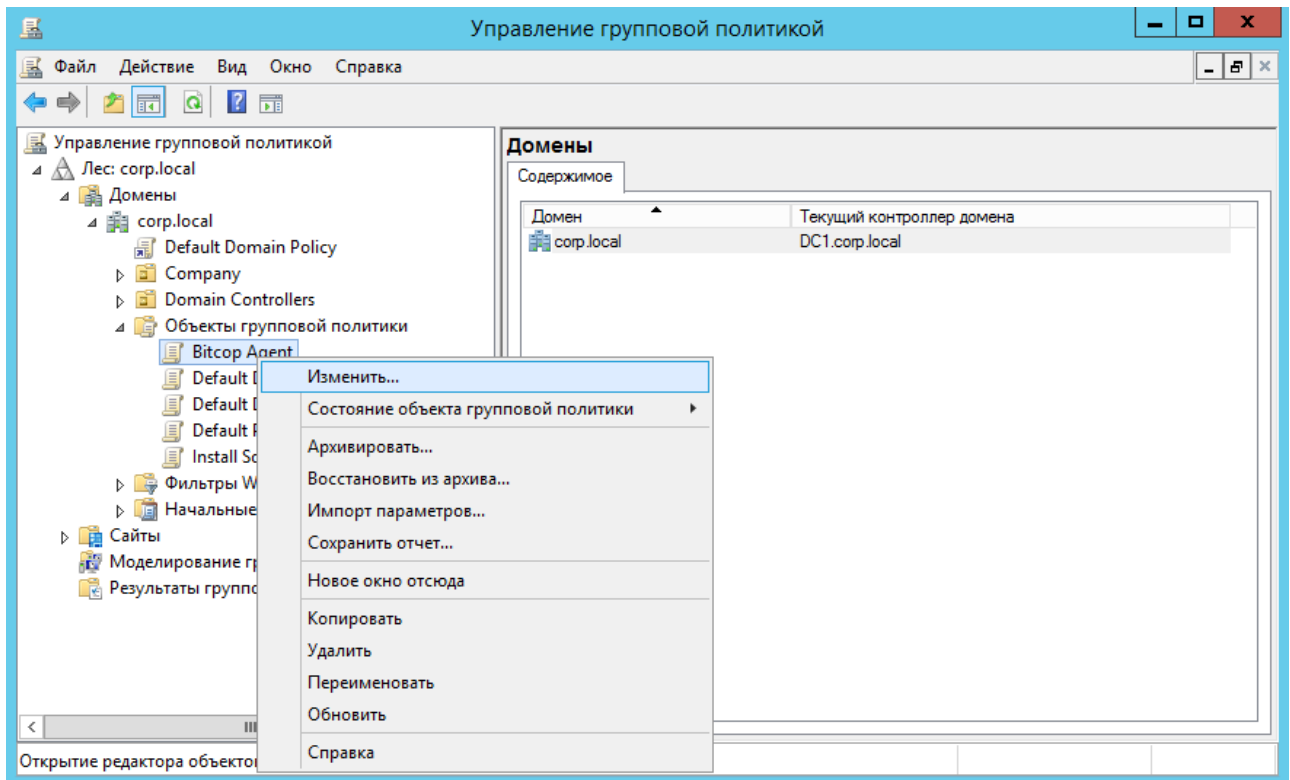 Управление групповой политикой
Файл Действие Вид Окно Справка
Управление групповой политикой
Лес: corp.local
Домены
corp.local
Default Domain Policy
Company
Domain Controllers
Объекты групповой политики
Bitcop Agent
Default
Default
Default
Install
Фильтры
Начальные
Сайты
Моделирование
Результаты
Домены
Содержимое
Домен Текущий контроллер домена
corp.local DC1.corp.local
Изменить...
Состояние объекта групповой политики
Архивировать...
Восстановить из архива...
Импорт параметров...
Сохранить отчет...
Новое окно отсюда
Копировать
Удалить
Переименовать
Обновить
Справка
Открытие редактора